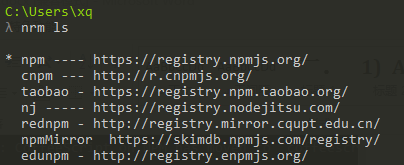 C:\Users\xq
λ nrm ls
* npm ---- https://registry.npmjs.org/
cnpm --- http://r.cnpmjs.org/
taobao - https://registry.npm.taobao.org/
nj ----- https://registry.nodejitsu.com/
rednpm - http://registry.mirror.cqupt.edu.cn/
npmMirror https://skimdb.npmjs.com/registry/
edunpm - http://registry.enpmjs.org/